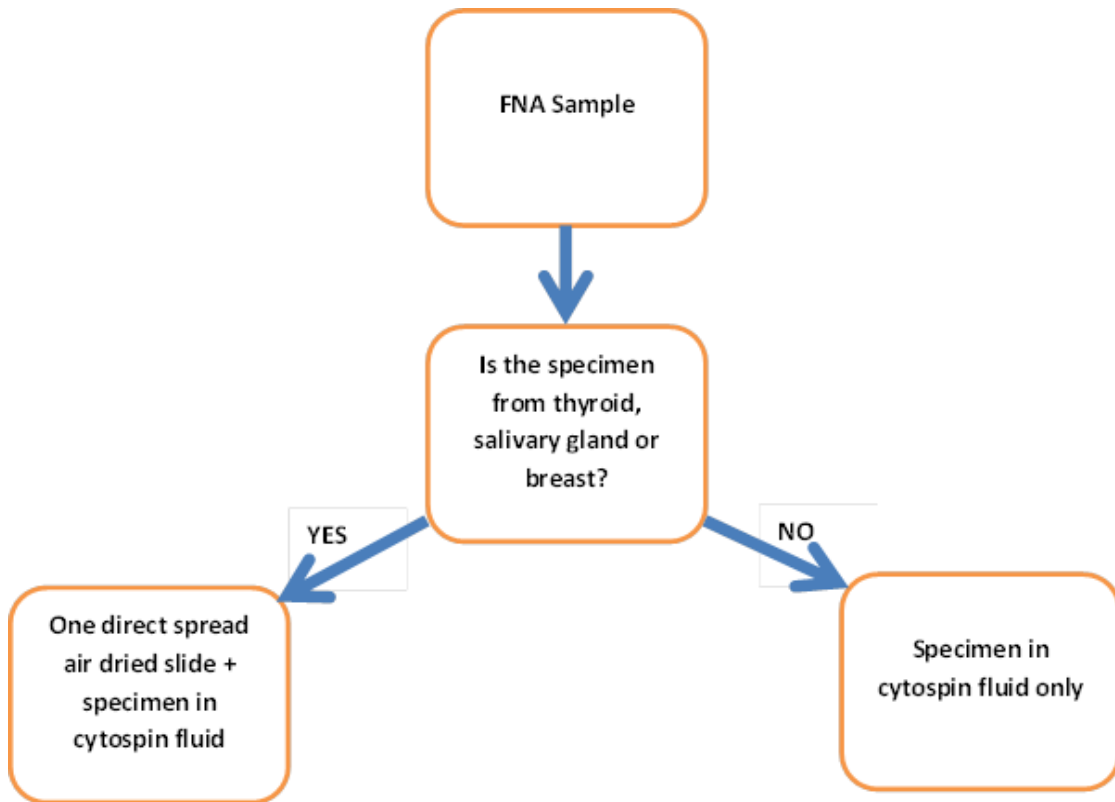 FNA Sample
Is the specimen
from thyroid,
salivary gland or
breast?
YES
NO
One direct spread
air dried slide +
specimen in
cytospin fluid
Specimen in
cytospin fluid only